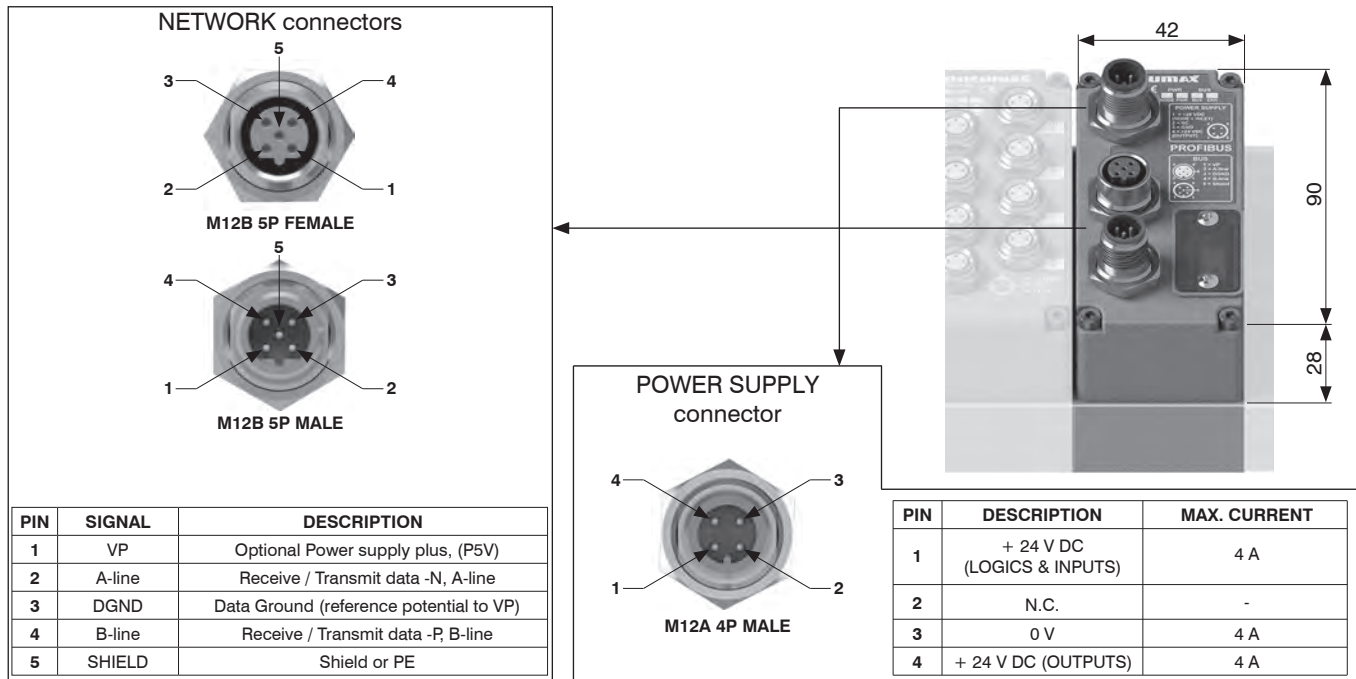 NETWORK connectors
5
3
4
2
1
M12B 5P FEMALE
5
4
3
1
2
M12B 5P MALE
PIN SIGNAL DESCRIPTION
1 VP Optional Power supply plus, (P5V)
2 A-line Receive / Transmit data -N, A-line
3 DGND Data Ground (reference potential to VP)
4 B-line Receive / Transmit data -P, B-line
5 SHIELD Shield or PE
POWER SUPPLY
connector
4
3
1
2
M12A 4P MALE
42
90
28
UMAX
PWR BUS
POWER SUPPLY
PROFIBUS
BUS
PIN DESCRIPTION MAX. CURRENT
1 + 24 V DC
(LOGICS & INPUTS) 4 A
2 N.C. -
3 0 V 4 A
4 + 24 V DC (OUTPUTS) 4 A